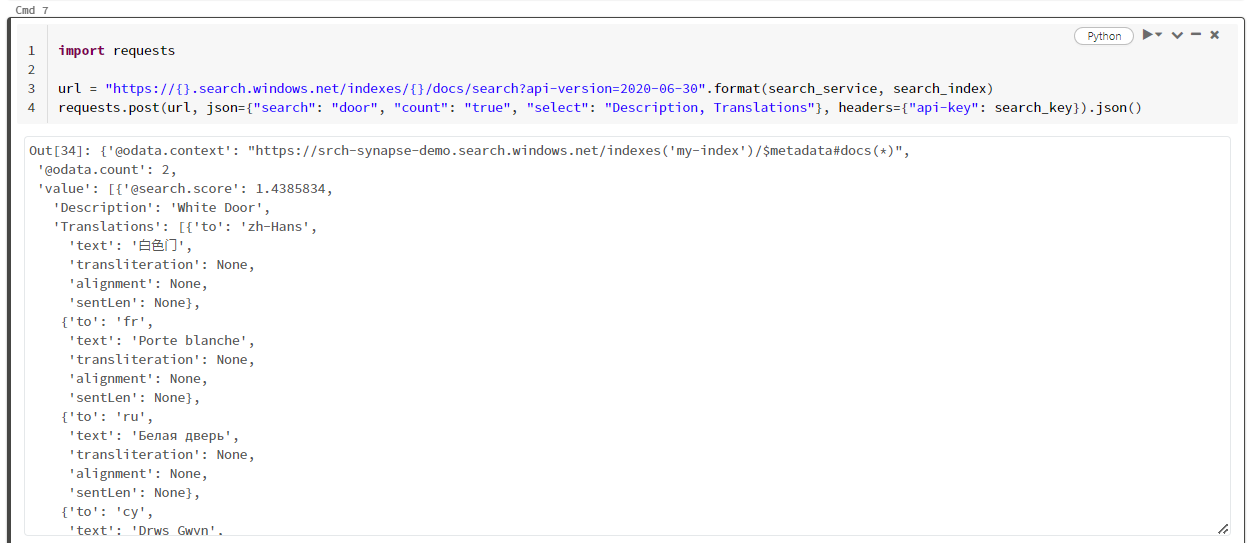 Cmd 7
Python
1 import requests
2
3 url = "https://{}.search.windows.net/indexes/{}/docs/search?api-version=2020-06-30".format(search_service, search_index)
4 requests.post(url, json={"search": "door", "count": "true", "select": "Description, Translations"}, headers={"api-key": search_key}).json()
Out[34]: {'@odata.context': "https://srch-synapse-demo.search.windows.net/indexes('my-index')/$metadata#docs(*)",
'@odata.count': 2,
'value': [{'@search.score': 1.4385834,
'Description': 'White Door',
'Translations': [{'to': 'zh-Hans',
'text': '白色门',
'transliteration': None,
'alignment': None,
'sentLen': None},
{'to': 'fr',
'text': 'Porte blanche',
'transliteration': None,
'alignment': None,
'sentLen': None},
{'to': 'ru',
'text': 'Белая дверь',
'transliteration': None,
'alignment': None,
'sentLen': None},
{'to': 'cy',
'text': 'Drws Gwyn',